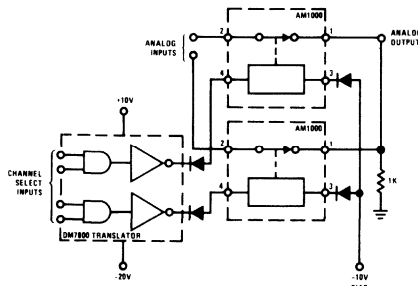 AM1000
ANALOG INPUTS
2
1
ANALOG OUTPUT
4
3
+10V
AM1000
2
1
CHANNEL SELECT INPUTS
4
3
1K
DM7800 TRANSLATOR
-20V
-10V